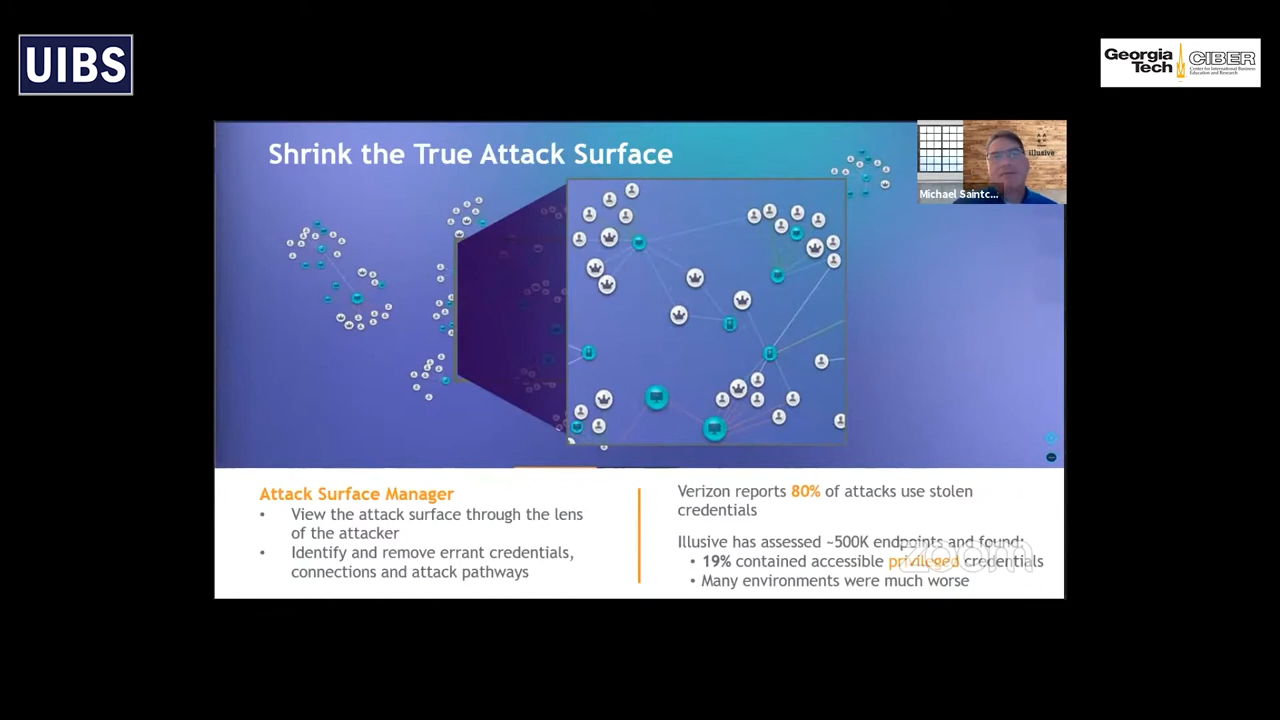 UIBS
Georgia
Tech
CIBER
Center for International Business
Education and Research
Shrink the True Attack Surface
illusive
Michael Saintc...
Attack Surface Manager
• View the attack surface through the lens
of the attacker
• Identify and remove errant credentials,
connections and attack pathways
Verizon reports 80% of attacks use stolen
credentials
Illusive has assessed ~500K endpoints and found:
• 19% contained accessible privileged credentials
• Many environments were much worse
zoom